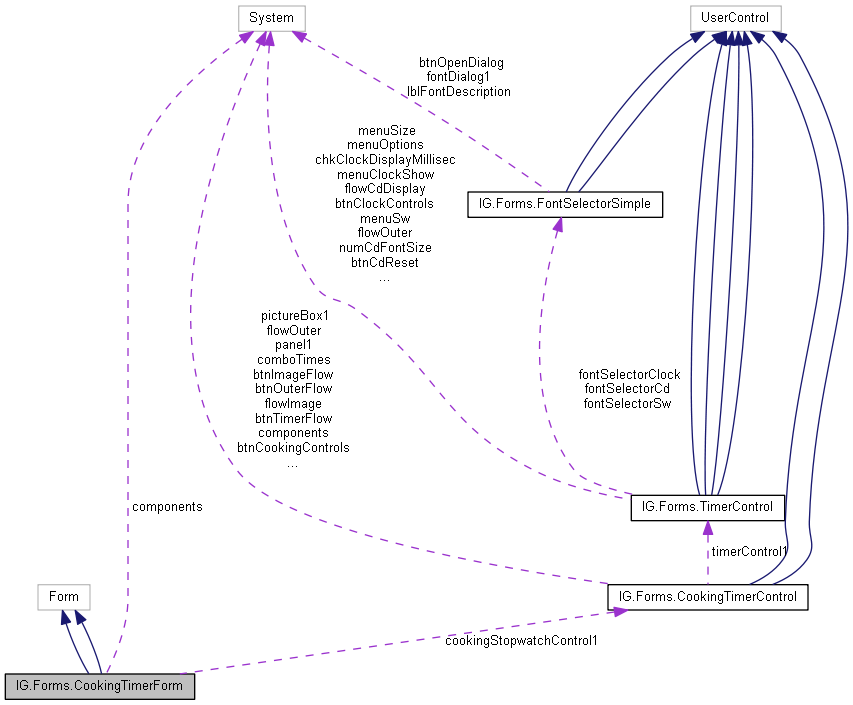 System
UserControl
btnOpenDialog
fontDialog1
lblFontDescription
menuSize
menuOptions
chkClockDisplayMillisec
menuClockShow
flowCdDisplay
btnClockControls
menuSw
flowOuter
numCdFontSize
btnCdReset
...
IG.Forms.FontSelectorSimple
pictureBox1
flowOuter
panel1
comboTimes
btnImageFlow
btnOuterFlow
flowImage
btnTimerFlow
components
btnCookingControls
...
fontSelectorClock
fontSelectorCd
fontSelectorSw
components
IG.Forms.TimerControl
timerControl1
Form
IG.Forms.CookingTimerControl
cookingStopwatchControl1
IG.Forms.CookingTimerForm